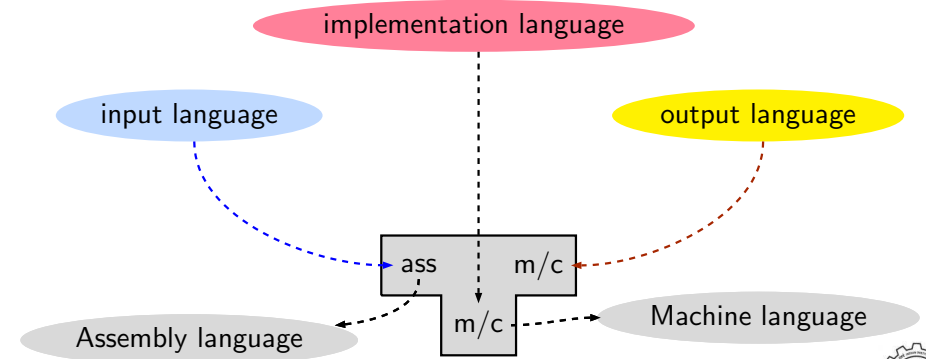 implementation language
input language
output language
ass
m/c
m/c
Machine language
Assembly language